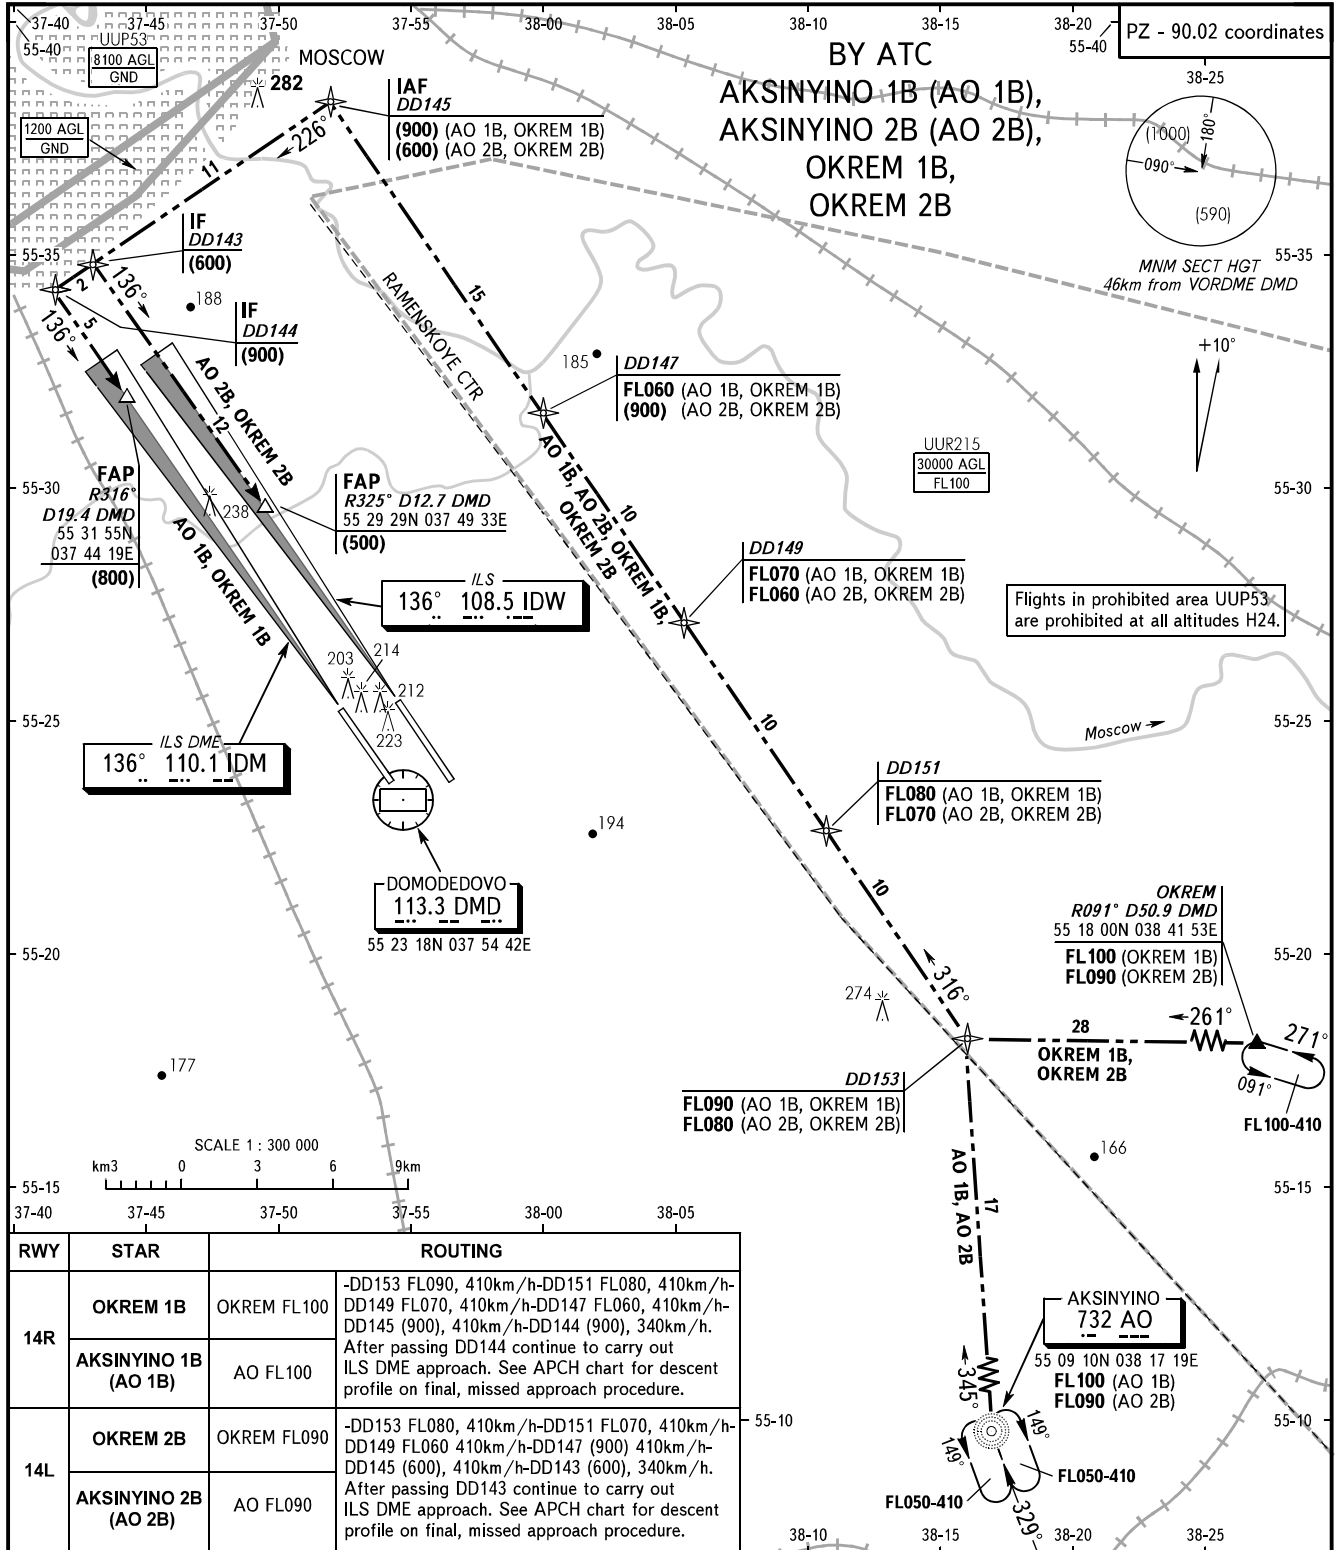 37-40
37-45
37-50
37-55
38-00
38-05
38-10
38-15
38-20
55-40
55-40
PZ - 90.02 coordinates
38-25
UUP53
8100 AGL
GND
1200 AGL
GND
282
MOSCOW
IAF
DD145
(900) (AO 1B, OKREM 1B)
(600) (AO 2B, OKREM 2B)
BY ATC
AKSINYINO 1B (AO 1B),
AKSINYINO 2B (AO 2B),
OKREM 1B,
OKREM 2B
(1000)
180°
090°
(590)
MNM SECT HGT
46km from VORDME DMD
+10°
226°
11
IF
DD143
(600)
55-35
55-35
2
136°
188
5
136°
IF
DD144
(900)
RAMENSKOYE CTR
15
185
DD147
FL060 (AO 1B, OKREM 1B)
(900) (AO 2B, OKREM 2B)
UUR215
30000 AGL
FL100
AO 2B, OKREM 2B
12
FAP
R316°
D19.4 DMD
55 31 55N
037 44 19E
(800)
55-30
55-30
238
FAP
R325° D12.7 DMD
55 29 29N 037 49 33E
(500)
AO 1B, OKREM 1B
AO 1B, AO 2B, OKREM 1B,
OKREM 2B
10
DD149
FL070 (AO 1B, OKREM 1B)
FL060 (AO 2B, OKREM 2B)
ILS
136° 108.5 IDW
Flights in prohibited area UUP53
are prohibited at all altitudes H24.
203
214
212
223
55-25
55-25
Moscow
10
ILS DME
136° 110.1 IDM
DD151
FL080 (AO 1B, OKREM 1B)
FL070 (AO 2B, OKREM 2B)
194
10
DOMODEDOVO
113.3 DMD
55 23 18N 037 54 42E
OKREM
R091° D50.9 DMD
55 18 00N 038 41 53E
FL100 (OKREM 1B)
FL090 (OKREM 2B)
55-20
55-20
316°
274
261°
28
OKREM 1B,
OKREM 2B
271°
091°
FL100-410
177
DD153
FL090 (AO 1B, OKREM 1B)
FL080 (AO 2B, OKREM 2B)
166
SCALE 1 : 300 000
km3 0 3 6 9km
AO 1B, AO 2B
17
55-15
55-15
37-40
37-45
37-50
37-55
38-00
38-05
AKSINYINO
732 AO
55 09 10N 038 17 19E
FL100 (AO 1B)
FL090 (AO 2B)
345°
55-10
55-10
149°
149°
FL050-410
FL050-410
329°
38-10
38-15
38-20
38-25
RWY STAR ROUTING
14R
OKREM 1B
OKREM FL100
AKSINYINO 1B
(AO 1B)
AO FL100
-DD153 FL090, 410km/h-DD151 FL080, 410km/h-
DD149 FL070, 410km/h-DD147 FL060, 410km/h-
DD145 (900), 410km/h-DD144 (900), 340km/h.
After passing DD144 continue to carry out
ILS DME approach. See APCH chart for descent
profile on final, missed approach procedure.
14L
OKREM 2B
OKREM FL090
AKSINYINO 2B
(AO 2B)
AO FL090
-DD153 FL080, 410km/h-DD151 FL070, 410km/h-
DD149 FL060 410km/h-DD147 (900) 410km/h-
DD145 (600), 410km/h-DD143 (600), 340km/h.
After passing DD143 continue to carry out
ILS DME approach. See APCH chart for descent
profile on final, missed approach procedure.